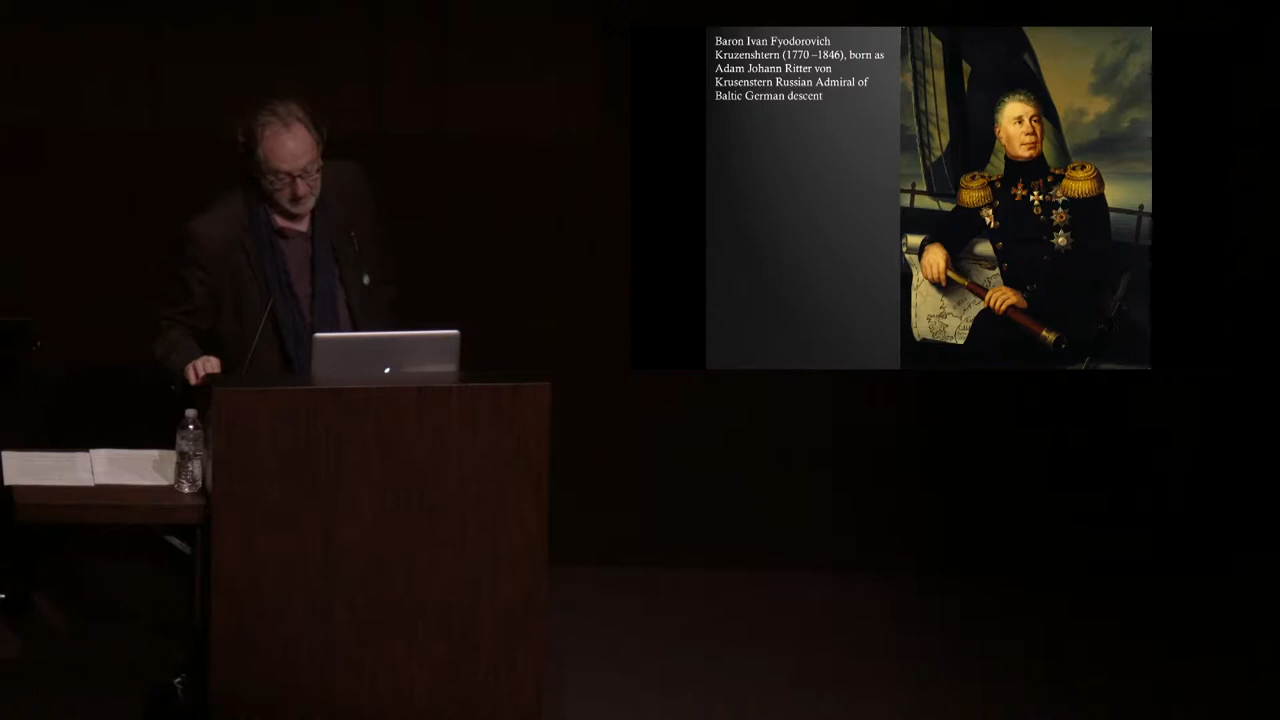 Baron Ivan Fyodorovich
Kruzenshtern (1770 –1846), born as
Adam Johann Ritter von
Krusenstern Russian Admiral of
Baltic German descent